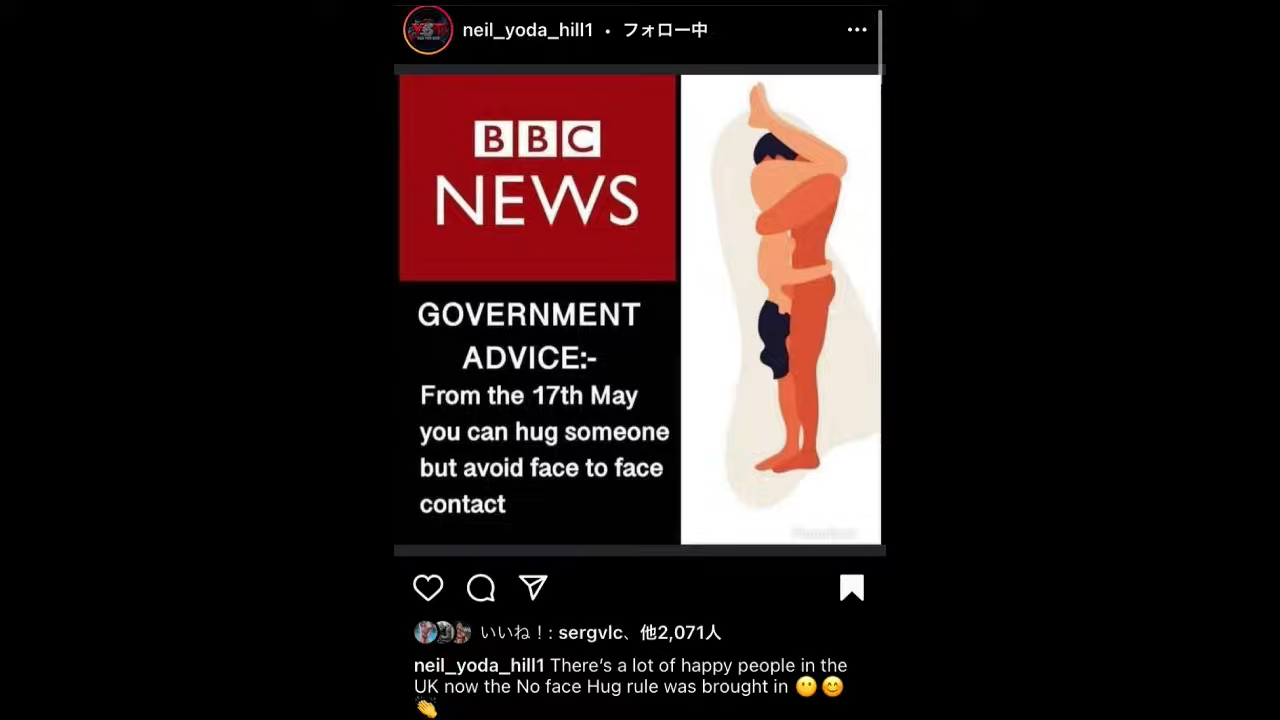 neil_yoda_hill1 • フォロー中
BBC
NEWS
GOVERNMENT
ADVICE:-
From the 17th May
you can hug someone
but avoid face to face
contact
いいね！: sergvlc、他2,071人
neil_yoda_hill1 There's a lot of happy people in the
UK now the No face Hug rule was brought in 😶😊
👏